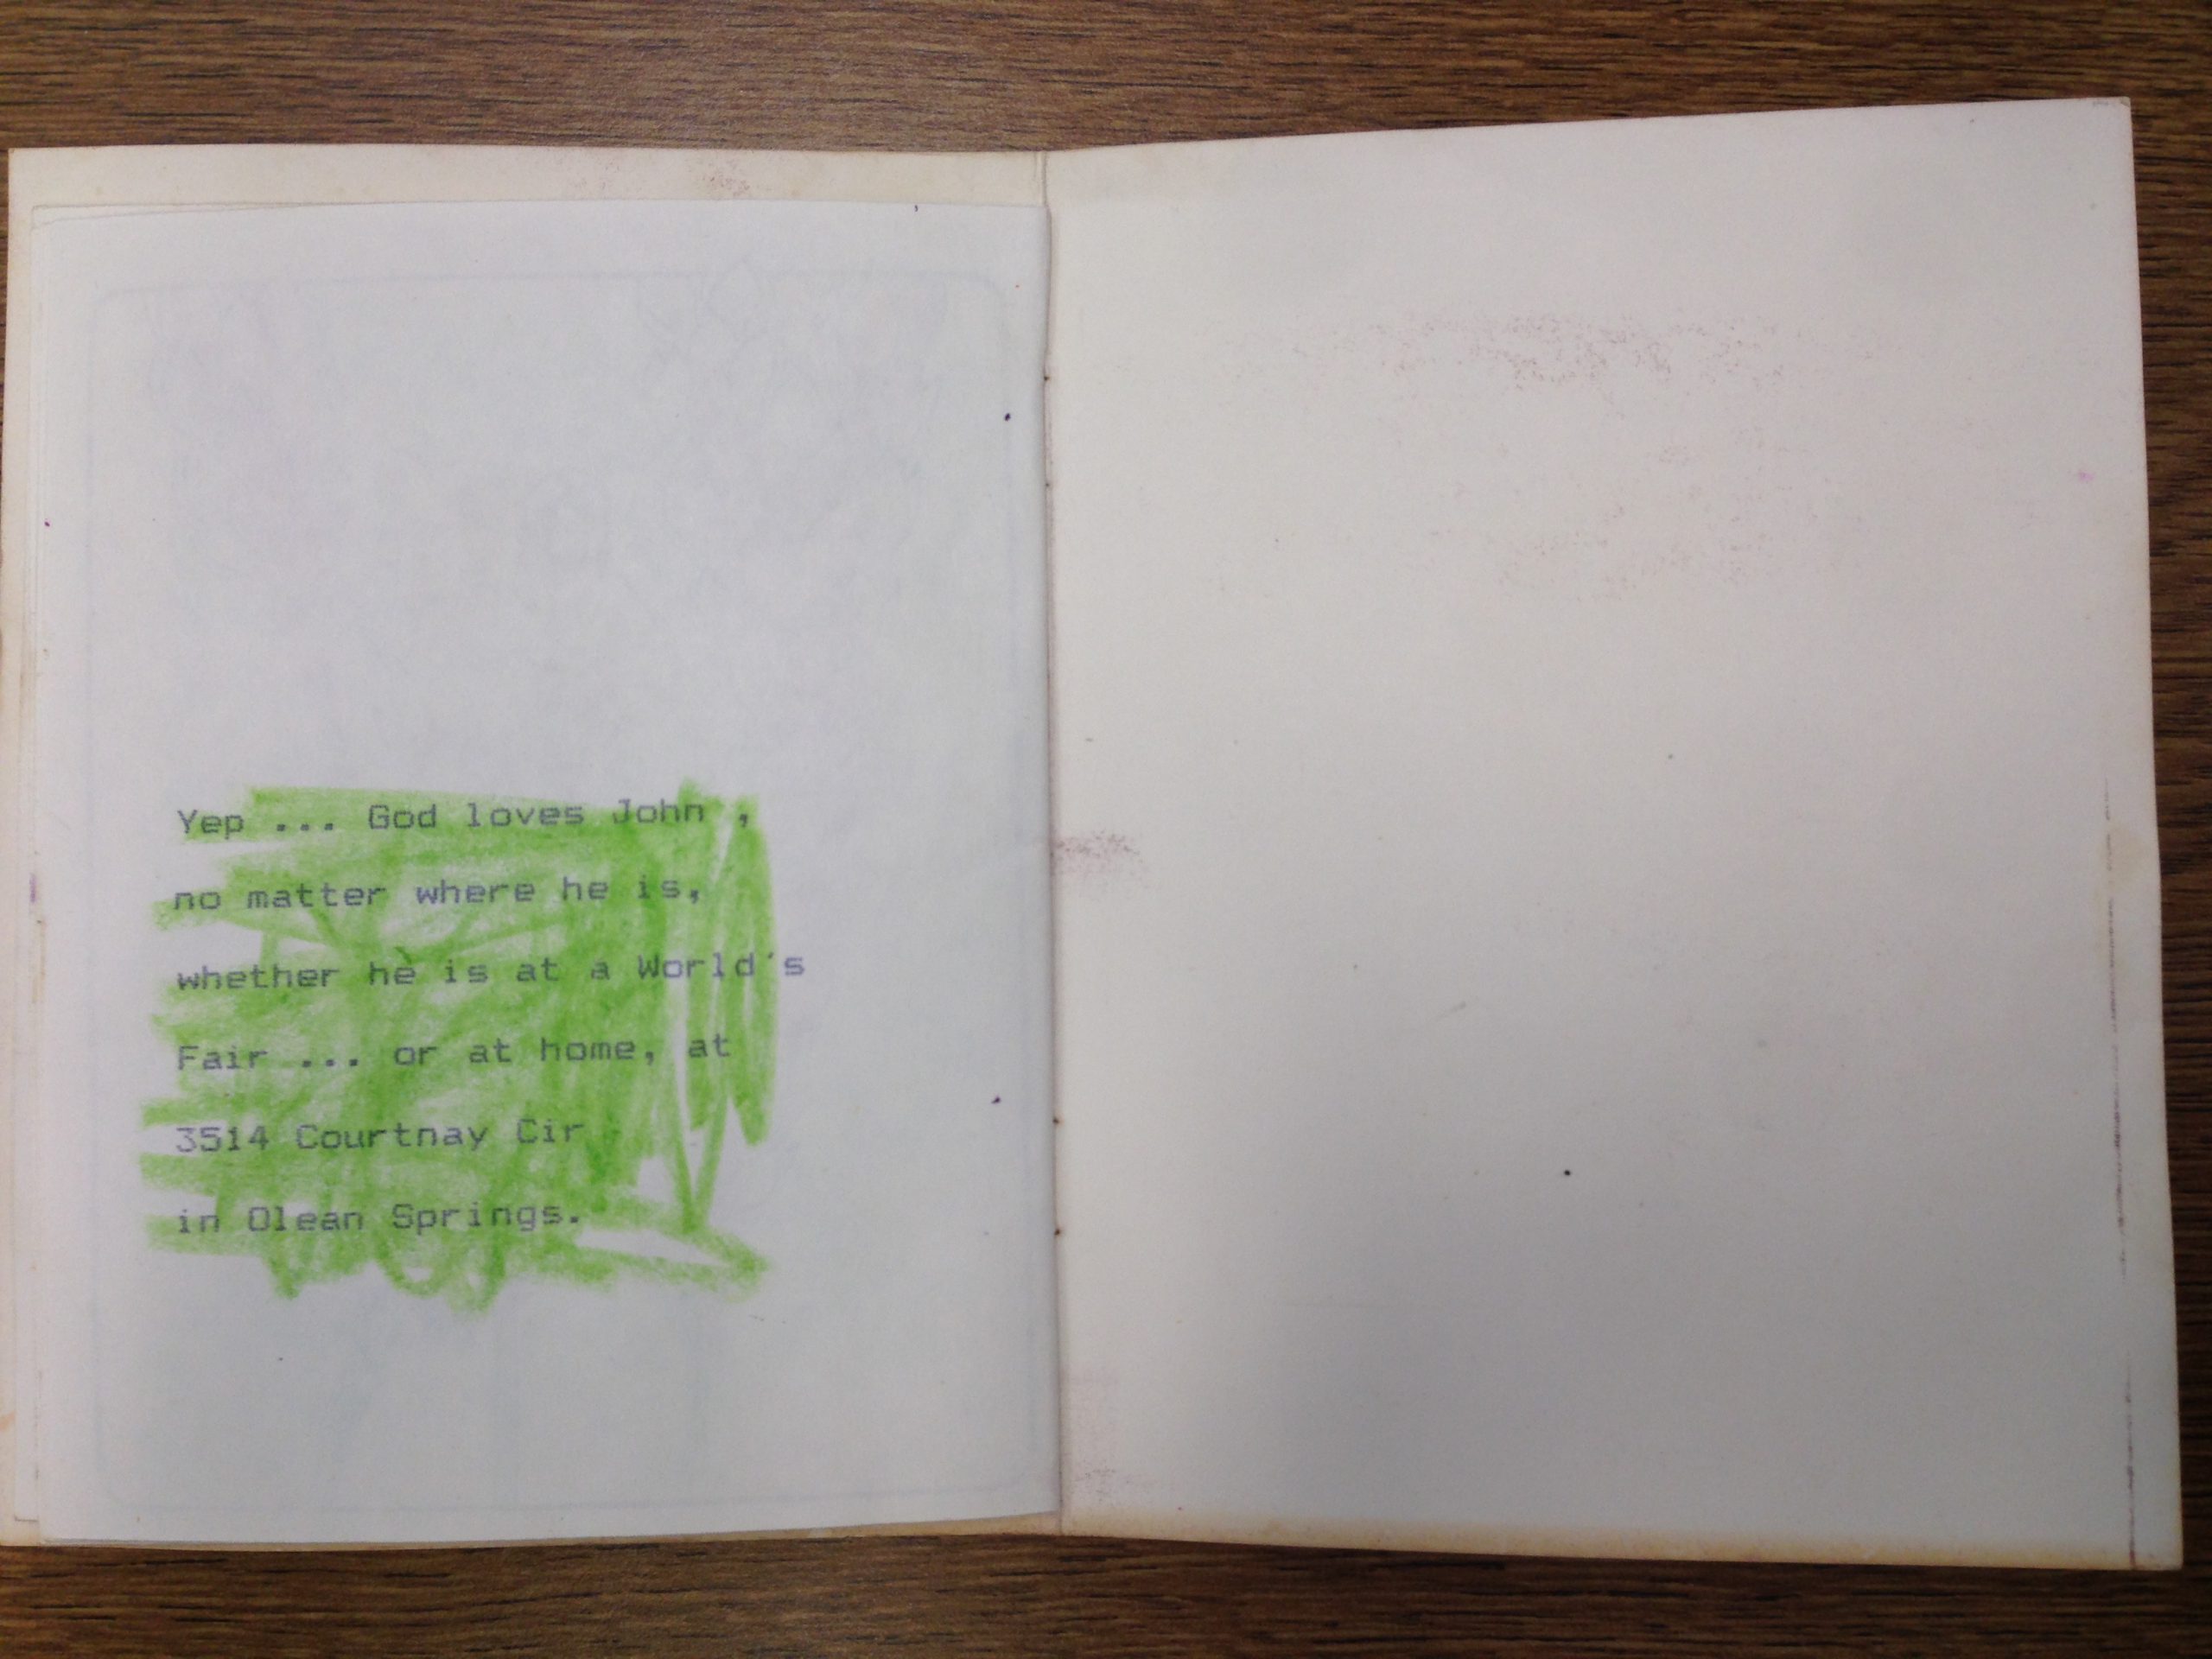 Yep ... God loves John ,
no matter where he is,
whether he is at a World's
Fair ... or at home, at
3514 Courtnay Cir
in Olean Springs.